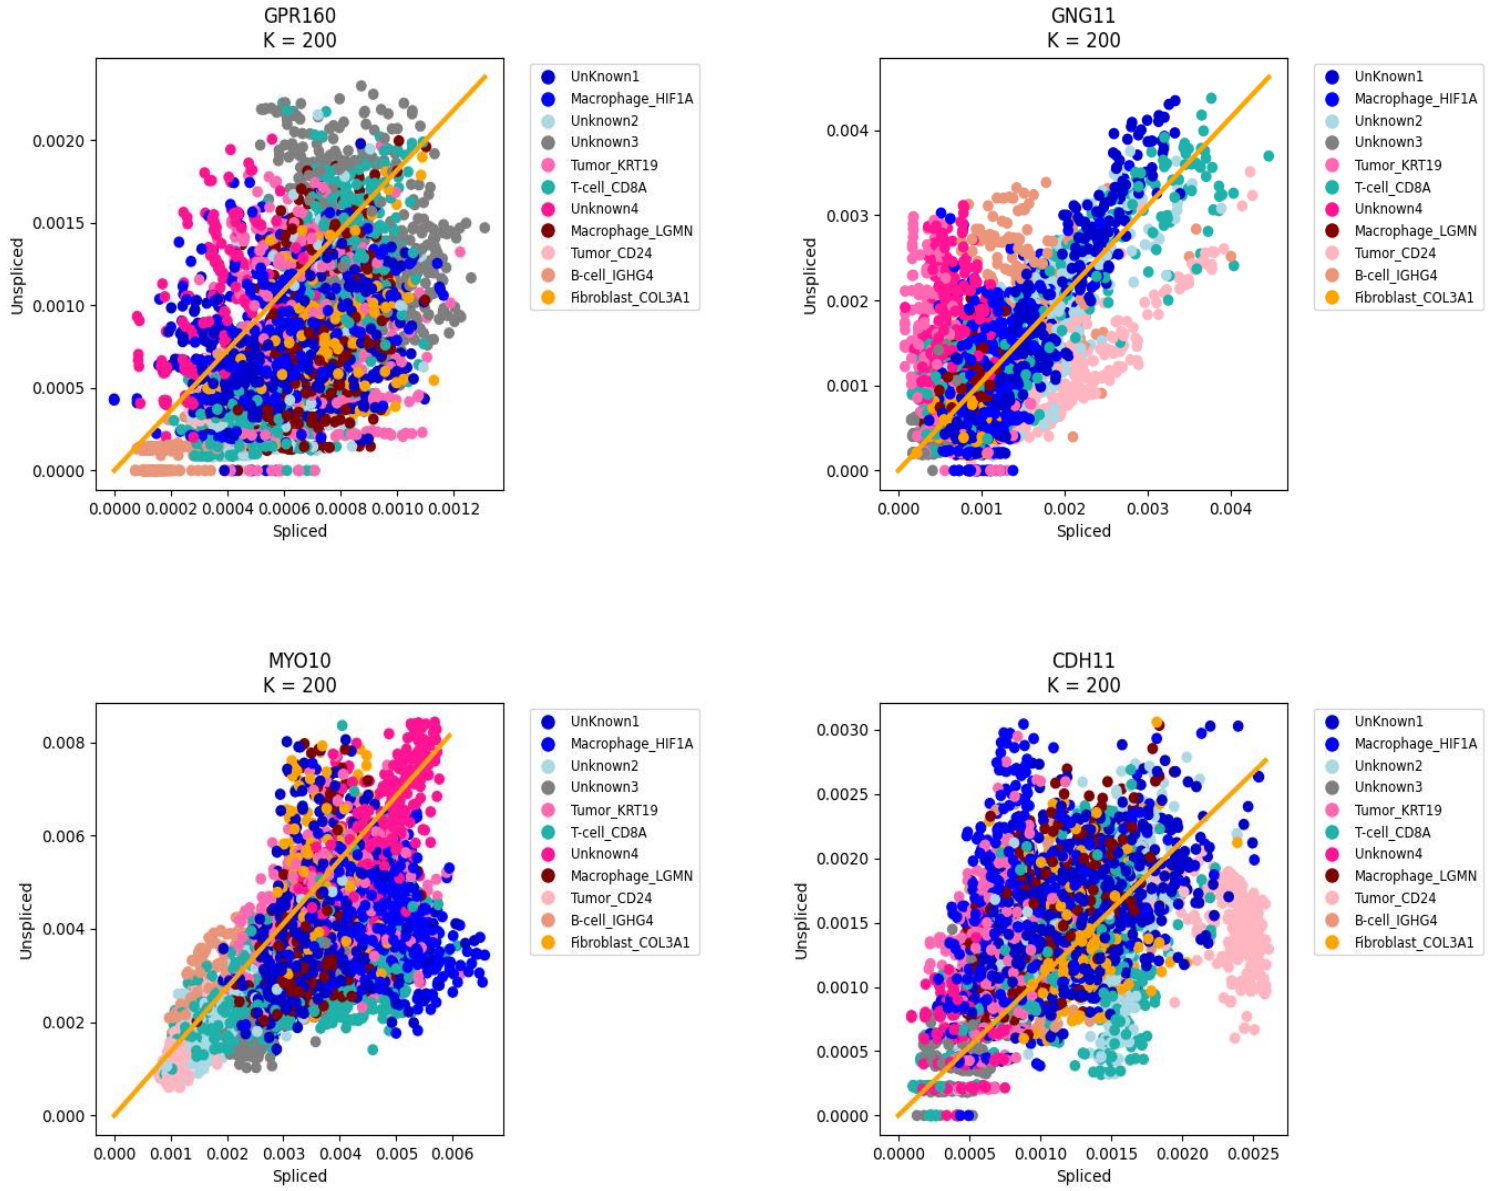 GPR160
K = 200
Unspliced
0.0020
0.0015
0.0010
0.0005
0.0000
0.0000 0.0002 0.0004 0.0006 0.0008 0.0010 0.0012
Spliced
UnKnown1
Macrophage_HIF1A
Unknown2
Unknown3
Tumor_KRT19
T-cell_CD8A
Unknown4
Macrophage_LGMN
Tumor_CD24
B-cell_IGHG4
Fibroblast_COL3A1
GNG11
K = 200
Unspliced
0.004
0.003
0.002
0.001
0.000
0.000 0.001 0.002 0.003 0.004
Spliced
UnKnown1
Macrophage_HIF1A
Unknown2
Unknown3
Tumor_KRT19
T-cell_CD8A
Unknown4
Macrophage_LGMN
Tumor_CD24
B-cell_IGHG4
Fibroblast_COL3A1
MYO10
K = 200
Unspliced
0.008
0.006
0.004
0.002
0.000
0.000 0.001 0.002 0.003 0.004 0.005 0.006
Spliced
UnKnown1
Macrophage_HIF1A
Unknown2
Unknown3
Tumor_KRT19
T-cell_CD8A
Unknown4
Macrophage_LGMN
Tumor_CD24
B-cell_IGHG4
Fibroblast_COL3A1
CDH11
K = 200
Unspliced
0.0030
0.0025
0.0020
0.0015
0.0010
0.0005
0.0000
0.0000 0.0005 0.0010 0.0015 0.0020 0.0025
Spliced
UnKnown1
Macrophage_HIF1A
Unknown2
Unknown3
Tumor_KRT19
T-cell_CD8A
Unknown4
Macrophage_LGMN
Tumor_CD24
B-cell_IGHG4
Fibroblast_COL3A1